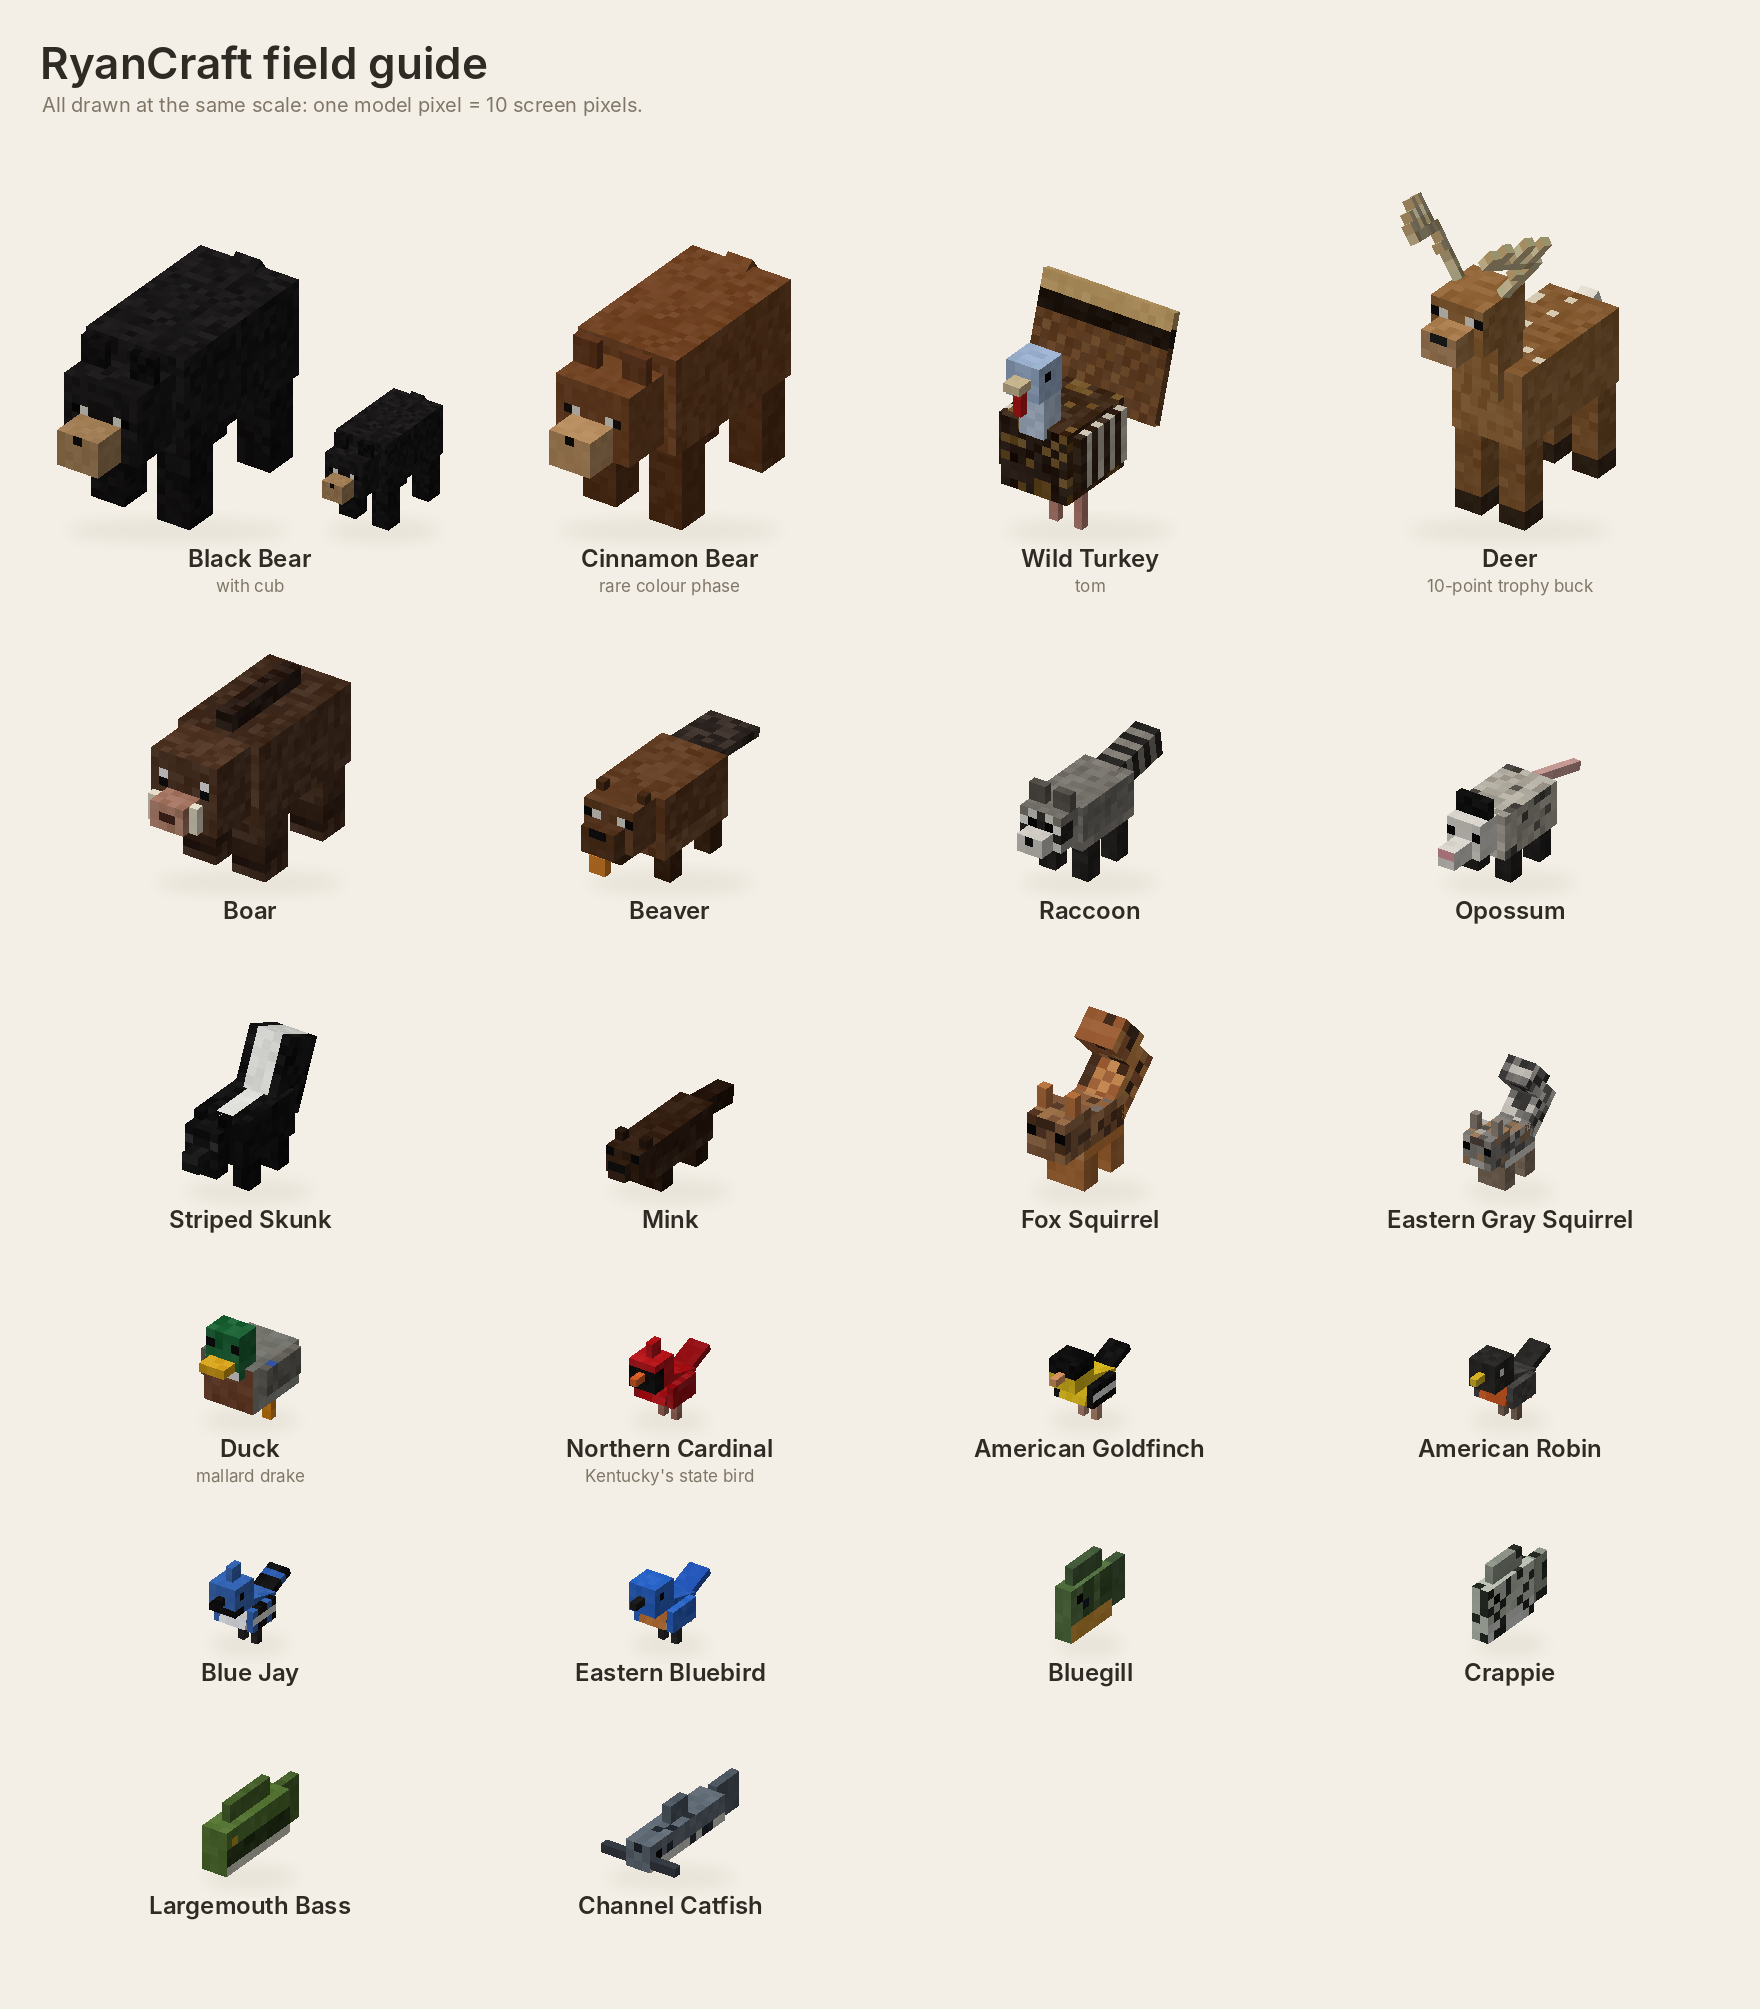 RyanCraft field guide
All drawn at the same scale: one model pixel = 10 screen pixels.
Black Bear
with cub
Cinnamon Bear
rare colour phase
Wild Turkey
tom
Deer
10-point trophy buck
Boar
Beaver
Raccoon
Opossum
Striped Skunk
Mink
Fox Squirrel
Eastern Gray Squirrel
Duck
mallard drake
Northern Cardinal
Kentucky's state bird
American Goldfinch
American Robin
Blue Jay
Eastern Bluebird
Bluegill
Crappie
Largemouth Bass
Channel Catfish